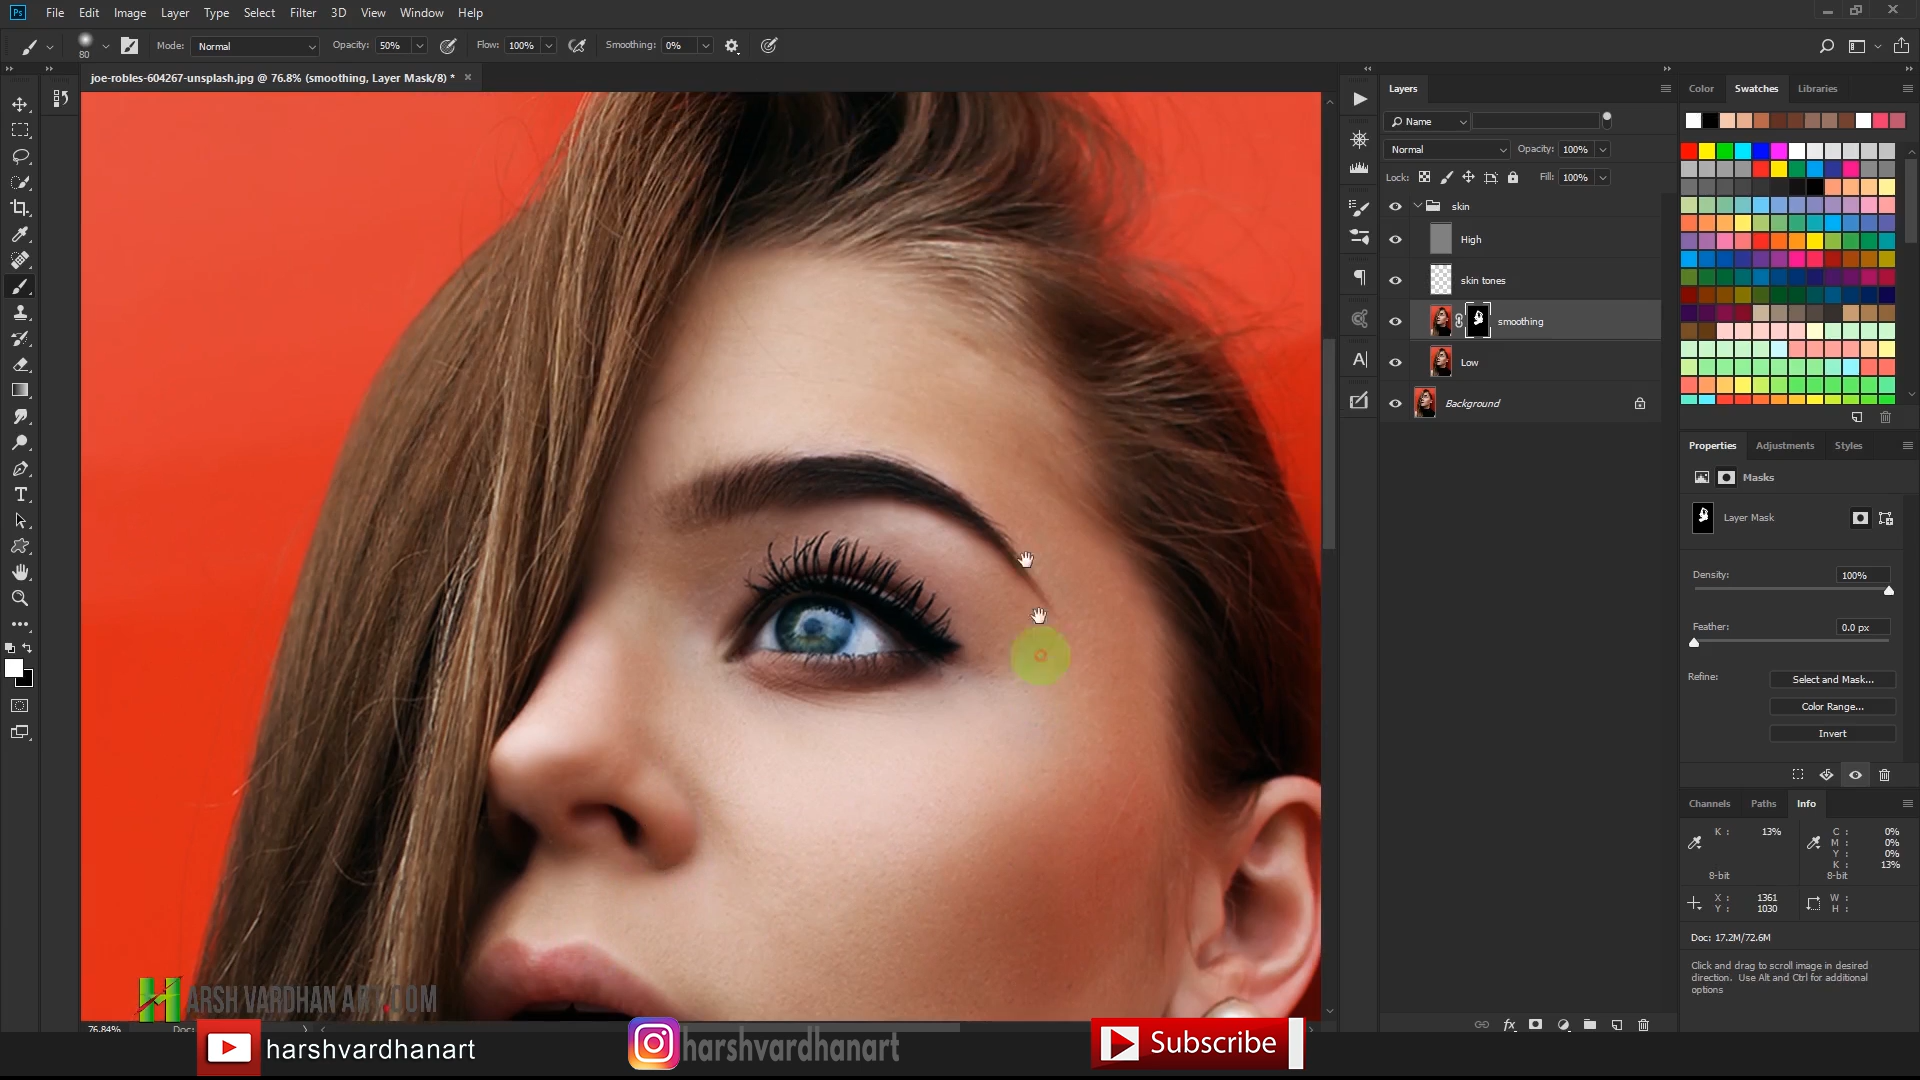 Ps File Edit Image Layer Type Select Filter 3D View Window Help
80 Mode: Normal Opacity: 50% Flow: 100% Smoothing: 0%
joe-robles-604267-unsplash.jpg @ 76.8% (smoothing, Layer Mask/8) * ×
Layers
Name
Normal Opacity: 100%
Lock: Fill: 100%
skin
High
skin tones
smoothing
Low
Background
Color Swatches Libraries
Properties Adjustments Styles
Masks
Layer Mask
Density: 100%
Feather: 0.0 px
Refine: Select and Mask...
Color Range...
Invert
Channels Paths Info
K : 13% C : 0%
M : 0%
Y : 0%
K : 13%
8-bit 8-bit
X : 1361 W :
Y : 1030 H :
Doc: 17.2M/72.6M
Click and drag to scroll image in desired
direction. Use Alt and Ctrl for additional
options
HARSH VARDHAN ART.COM
76.84% Doc:
harshvardhanart
harshvardhanart
Subscribe